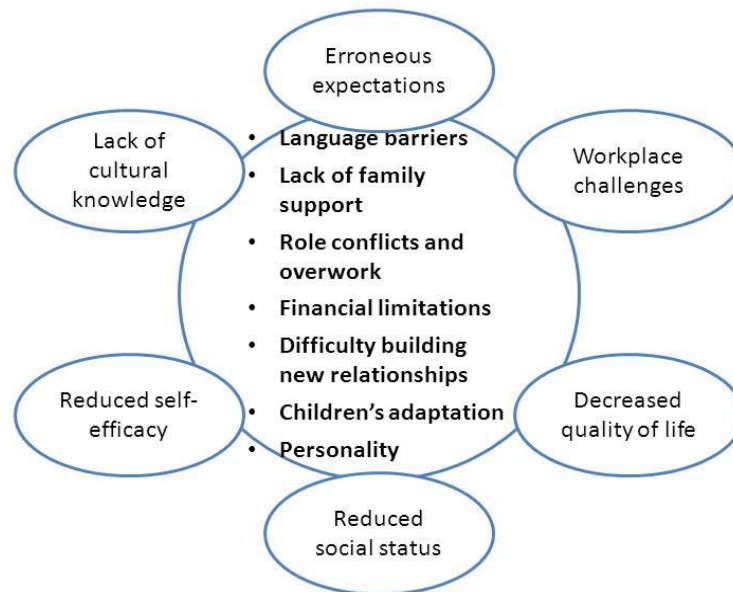 Erroneous
expectations
Lack of
cultural
knowledge
Workplace
challenges
• Language barriers
• Lack of family
support
• Role conflicts and
overwork
• Financial limitations
• Difficulty building
new relationships
• Children’s adaptation
• Personality
Reduced self-
efficacy
Decreased
quality of life
Reduced
social status